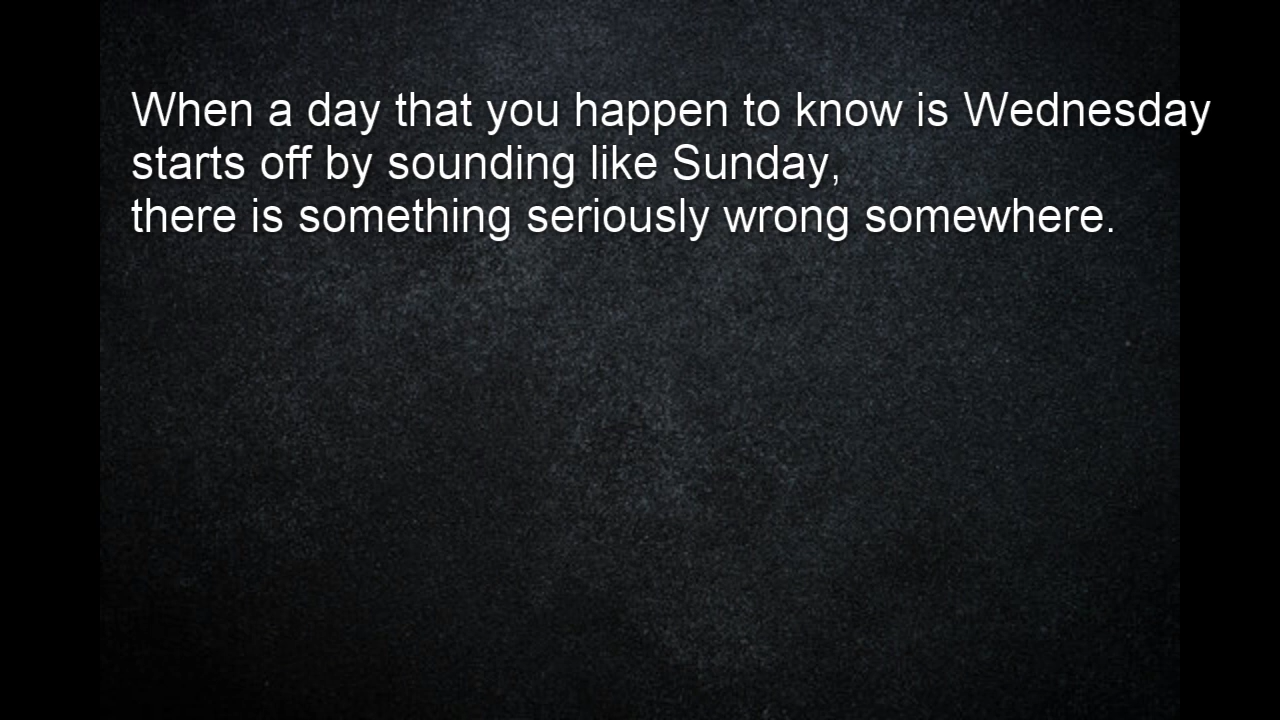 When a day that you happen to know is Wednesday
starts off by sounding like Sunday,
there is something seriously wrong somewhere.